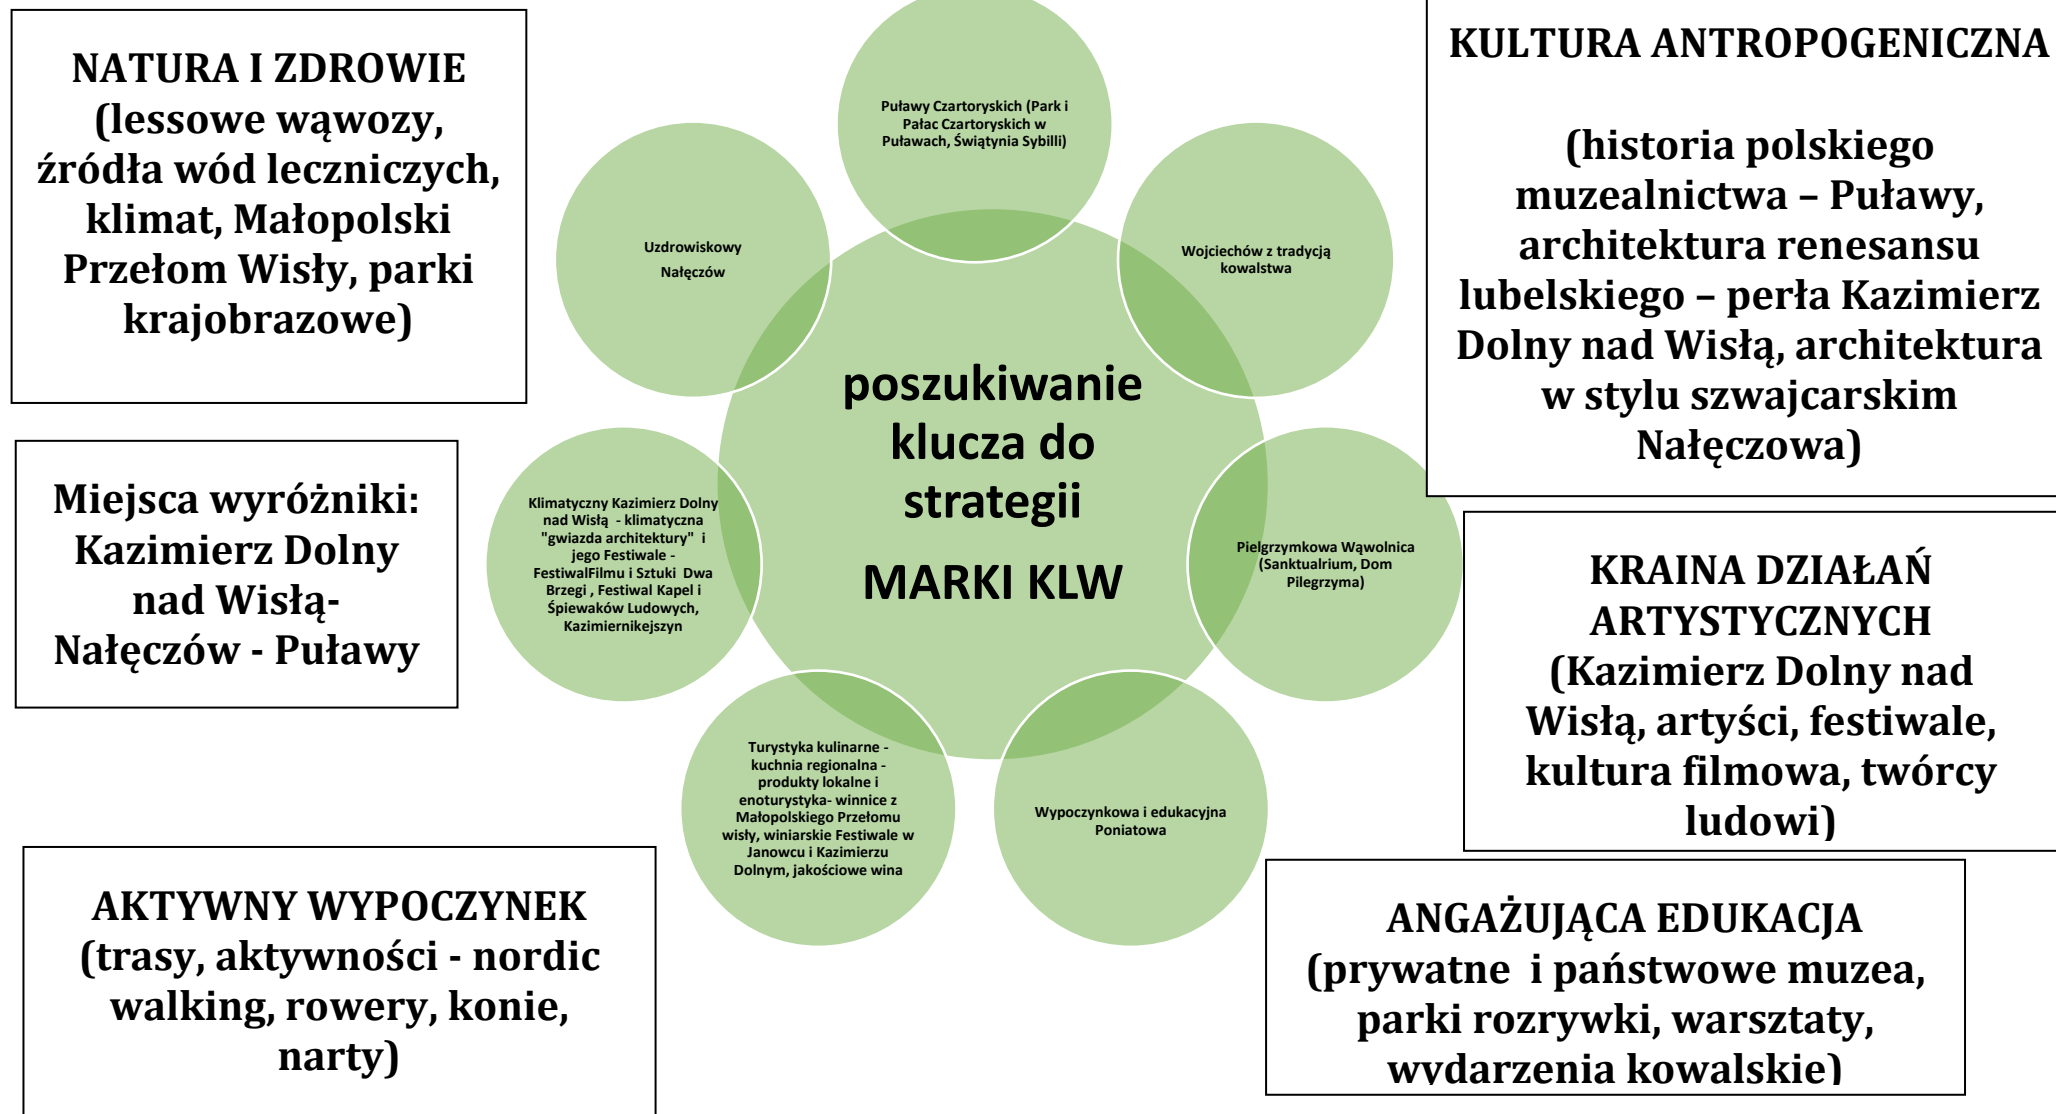 NATURA I ZDROWIE
(lessowe wąwozy,
źródła wód leczniczych,
klimat, Małopolski
Przełom Wisły, parki
krajobrazowe)
Miejsca wyróżniki:
Kazimierz Dolny
nad Wisłą-
Nałęczów - Puławy
AKTYWNY WYPOCZYNEK
(trasy, aktywności - nordic
walking, rowery, konie,
narty)
Puławy Czartoryskich (Park i
Pałac Czartoryskich w
Puławach, Świątynia Sybilli)
Uzdrowiskowy
Nałęczów
Wojciechów z tradycją
kowalstwa
poszukiwanie
klucza do
strategii
MARKI KLW
Klimatyczny Kazimierz Dolny
nad Wisłą - klimatyczna
"gwiazda architektury" i
jego Festiwale -
FestiwalFilmu i Sztuki Dwa
Brzegi , Festiwal Kapel i
Śpiewaków Ludowych,
Kazimiernikejszyn
Pielgrzymkowa Wąwolnica
(Sanktualrium, Dom
Pilegrzyma)
Turystyka kulinarne -
kuchnia regionalna -
produkty lokalne i
enoturystyka- winnice z
Małopolskiego Przełomu
wisły, winiarskie Festiwale w
Janowcu i Kazimierzu
Dolnym, jakościowe wina
Wypoczynkowa i edukacyjna
Poniatowa
KULTURA ANTROPOGENICZNA
(historia polskiego
muzealnictwa – Puławy,
architektura renesansu
lubelskiego – perła Kazimierz
Dolny nad Wisłą, architektura
w stylu szwajcarskim
Nałęczowa)
KRAINA DZIAŁAŃ
ARTYSTYCZNYCH
(Kazimierz Dolny nad
Wisłą, artyści, festiwale,
kultura filmowa, twórcy
ludowi)
ANGAŻUJĄCA EDUKACJA
(prywatne i państwowe muzea,
parki rozrywki, warsztaty,
wydarzenia kowalskie)